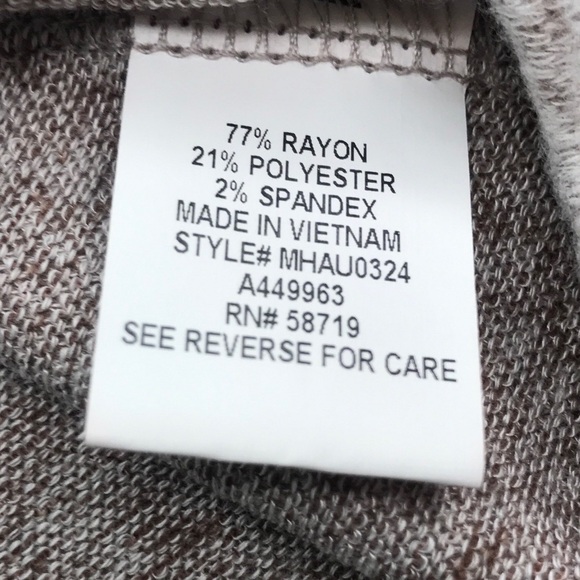 77% RAYON
21% POLYESTER
2% SPANDEX
MADE IN VIETNAM
STYLE# MHAU0324
A449963
RN# 58719
SEE REVERSE FOR CARE